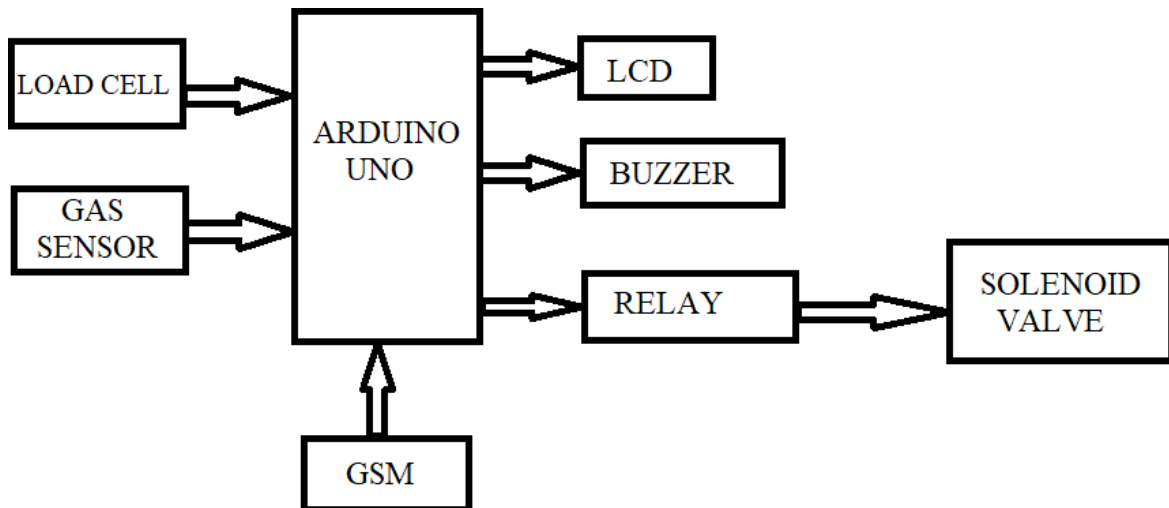 LOAD CELL
GAS
SENSOR
ARDUINO
UNO
GSM
LCD
BUZZER
RELAY
SOLENOID
VALVE